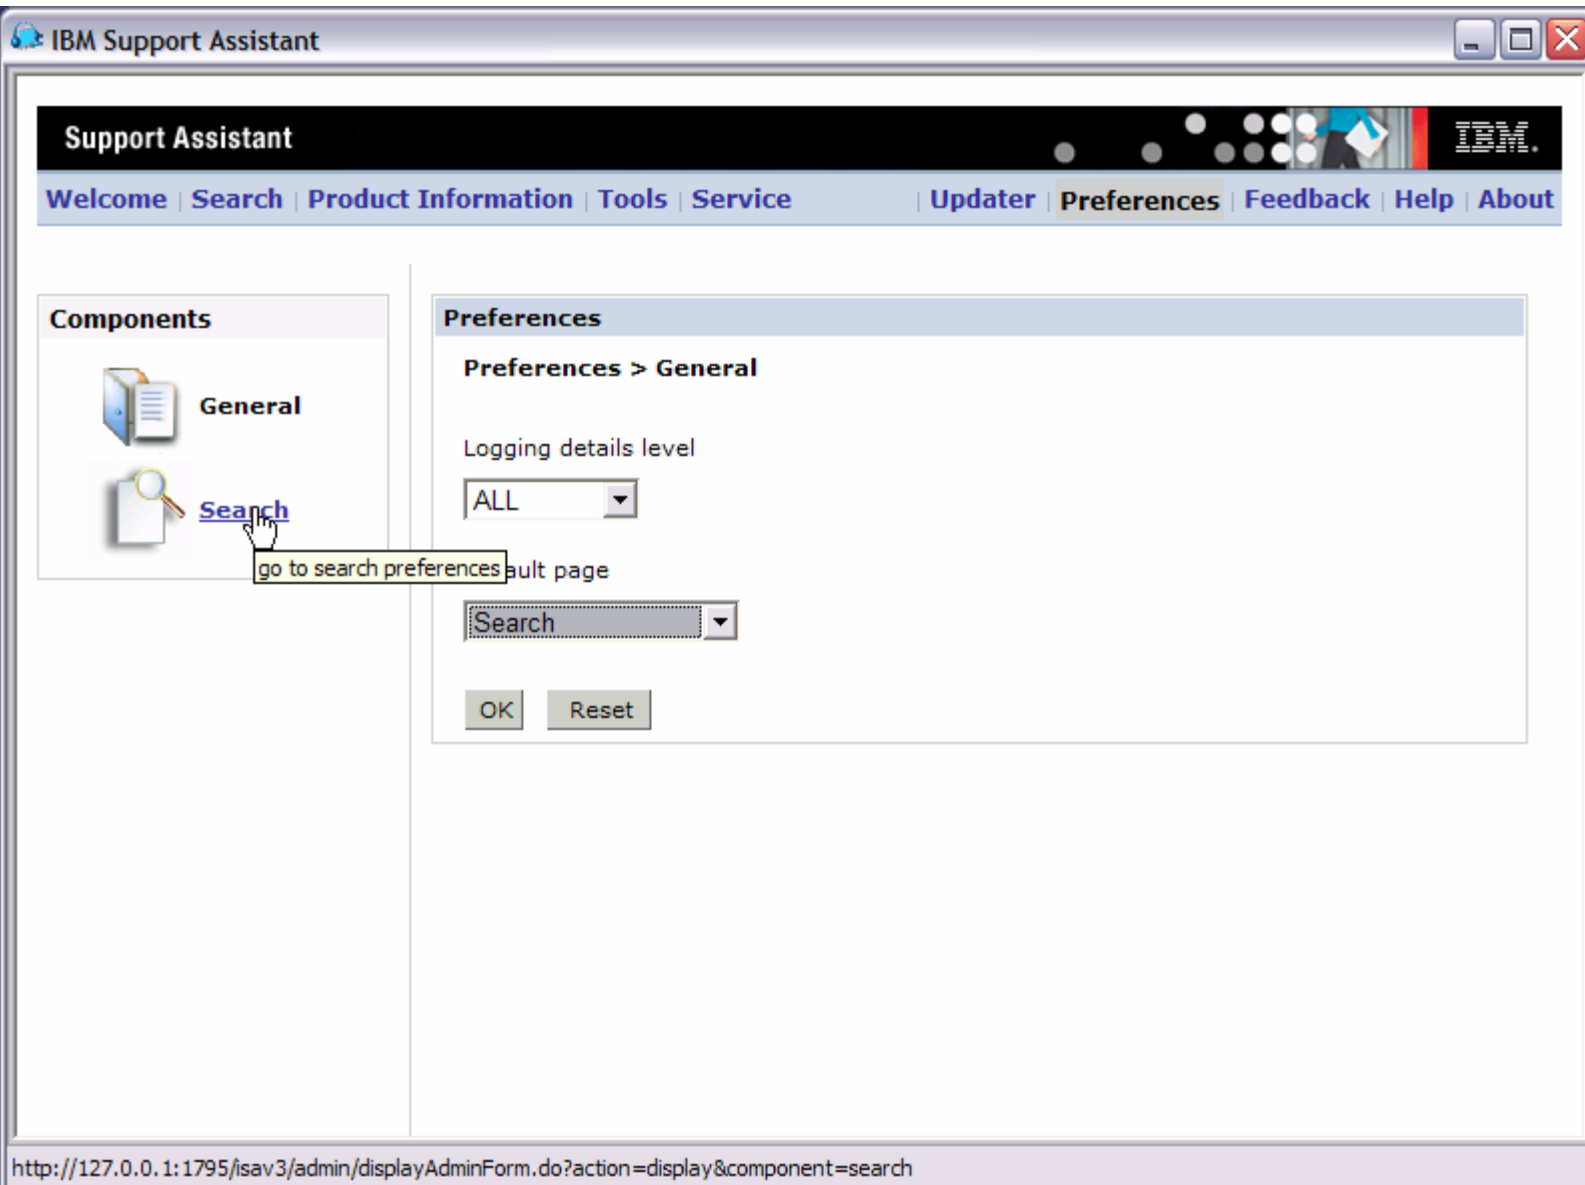 IBM Support Assistant
Support Assistant
IBM.
Welcome | Search | Product Information | Tools | Service | Updater | Preferences | Feedback | Help | About
Components
General
Search
go to search preferences
Preferences
Preferences > General
Logging details level
ALL
ault page
Search
OK Reset
http://127.0.0.1:1795/isav3/admin/displayAdminForm.do?action=display&component=search